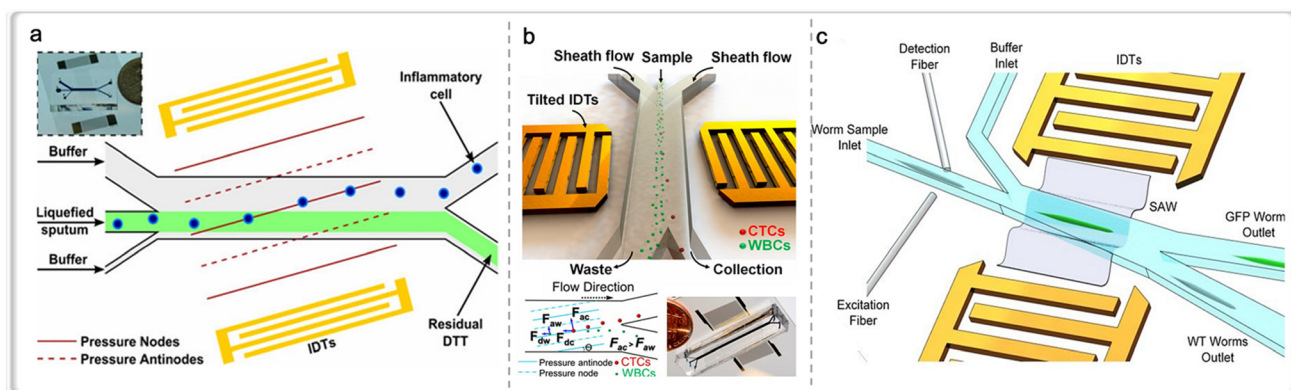 a
Inflammatory
cell
Buffer
Liquefied
sputum
Buffer
Pressure Nodes
Pressure Antinodes
IDTs
Residual
DTT
b
Sheath flow
Sample
Sheath flow
Tilted IDTs
CTCs
WBCs
Waste
Collection
Flow Direction
Fac
Faw
Fdw
Fdc
Fac> Faw
Θ
Pressure antinode
CTCs
Pressure node
WBCs
c
Detection
Fiber
Buffer
Inlet
IDTs
Worm Sample
Inlet
SAW
GFP Worm
Outlet
Excitation
Fiber
WT Worms
Outlet